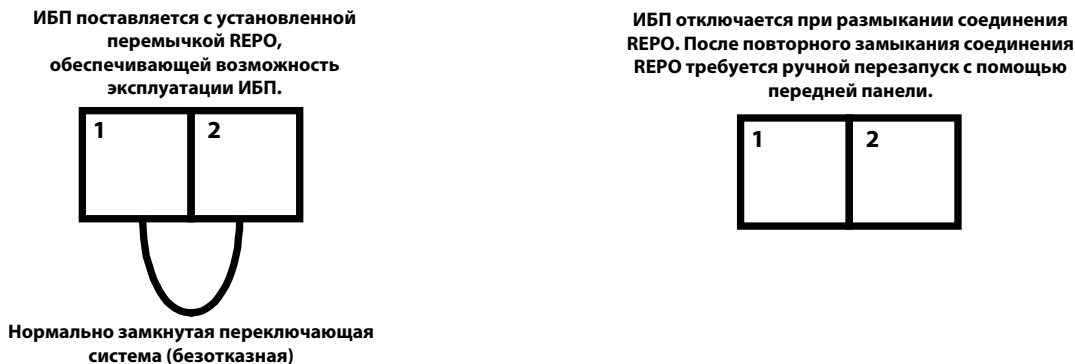 ИБП поставляется с установленной
перемычкой REPO,
обеспечивающей возможность
эксплуатации ИБП.
1 2
Нормально замкнутая переключающая
система (безотказная)
ИБП отключается при размыкании соединения
REPO. После повторного замыкания соединения
REPO требуется ручной перезапуск с помощью
передней панели.
1 2